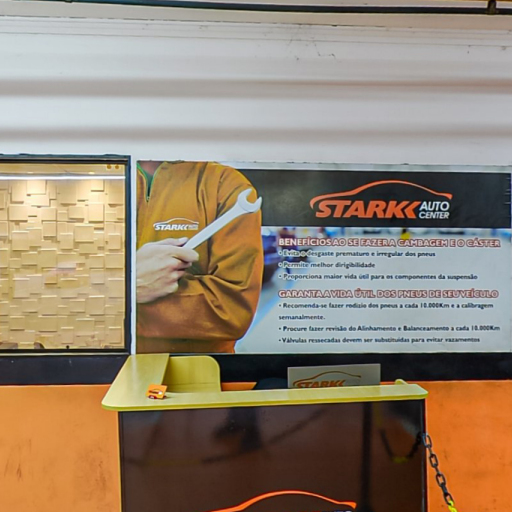 STARKK
STARKK AUTO
CENTER
BENEFÍCIOS AO SE FAZER A CAMBAGEM E O CÁSTER
• Evita o desgaste prematuro e irregular dos pneus
• Permite melhor dirigibilidade
• Proporciona maior vida útil para os componentes da suspensão
GARANTA A VIDA ÚTIL DOS PNEUS DE SEU VEÍCULO
• Recomenda-se fazer rodízio dos pneus a cada 10.000Km e a calibragem
semanalmente.
• Procure fazer revisão do Alinhamento e Balanceamento a cada 10.000Km
• Válvulas ressecadas devem ser substituídas para evitar vazamentos
STARKK